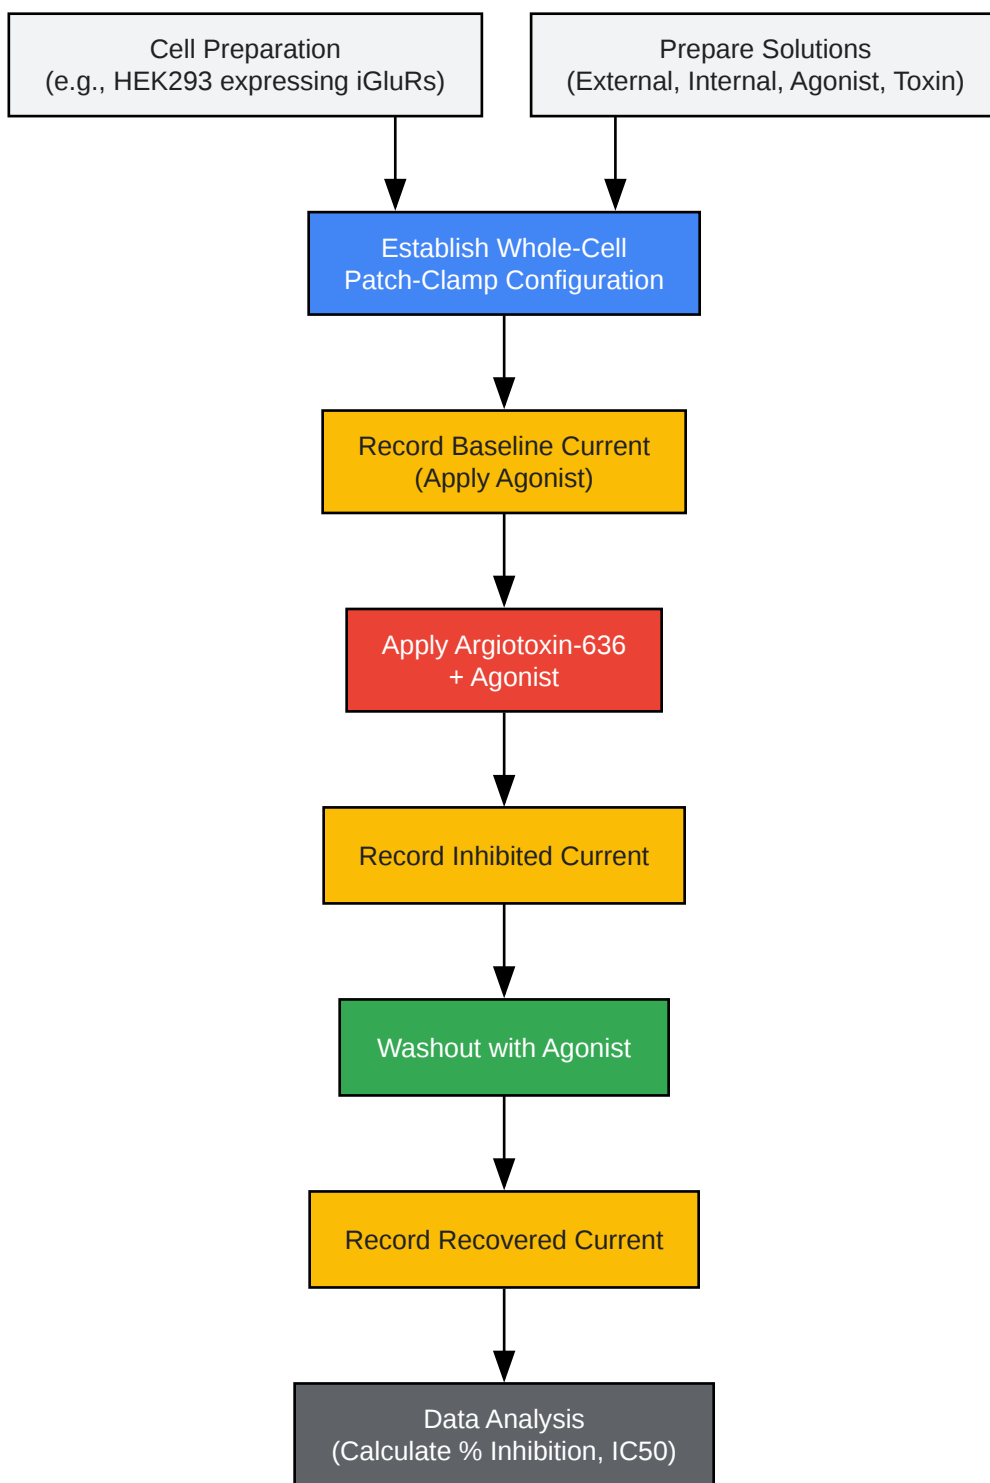 Cell Preparation
(e.g., HEK293 expressing iGluRs)
Prepare Solutions
(External, Internal, Agonist, Toxin)
Establish Whole-Cell
Patch-Clamp Configuration
Record Baseline Current
(Apply Agonist)
Apply Argiotoxin-636
+ Agonist
Record Inhibited Current
Washout with Agonist
Record Recovered Current
Data Analysis
(Calculate % Inhibition, IC50)